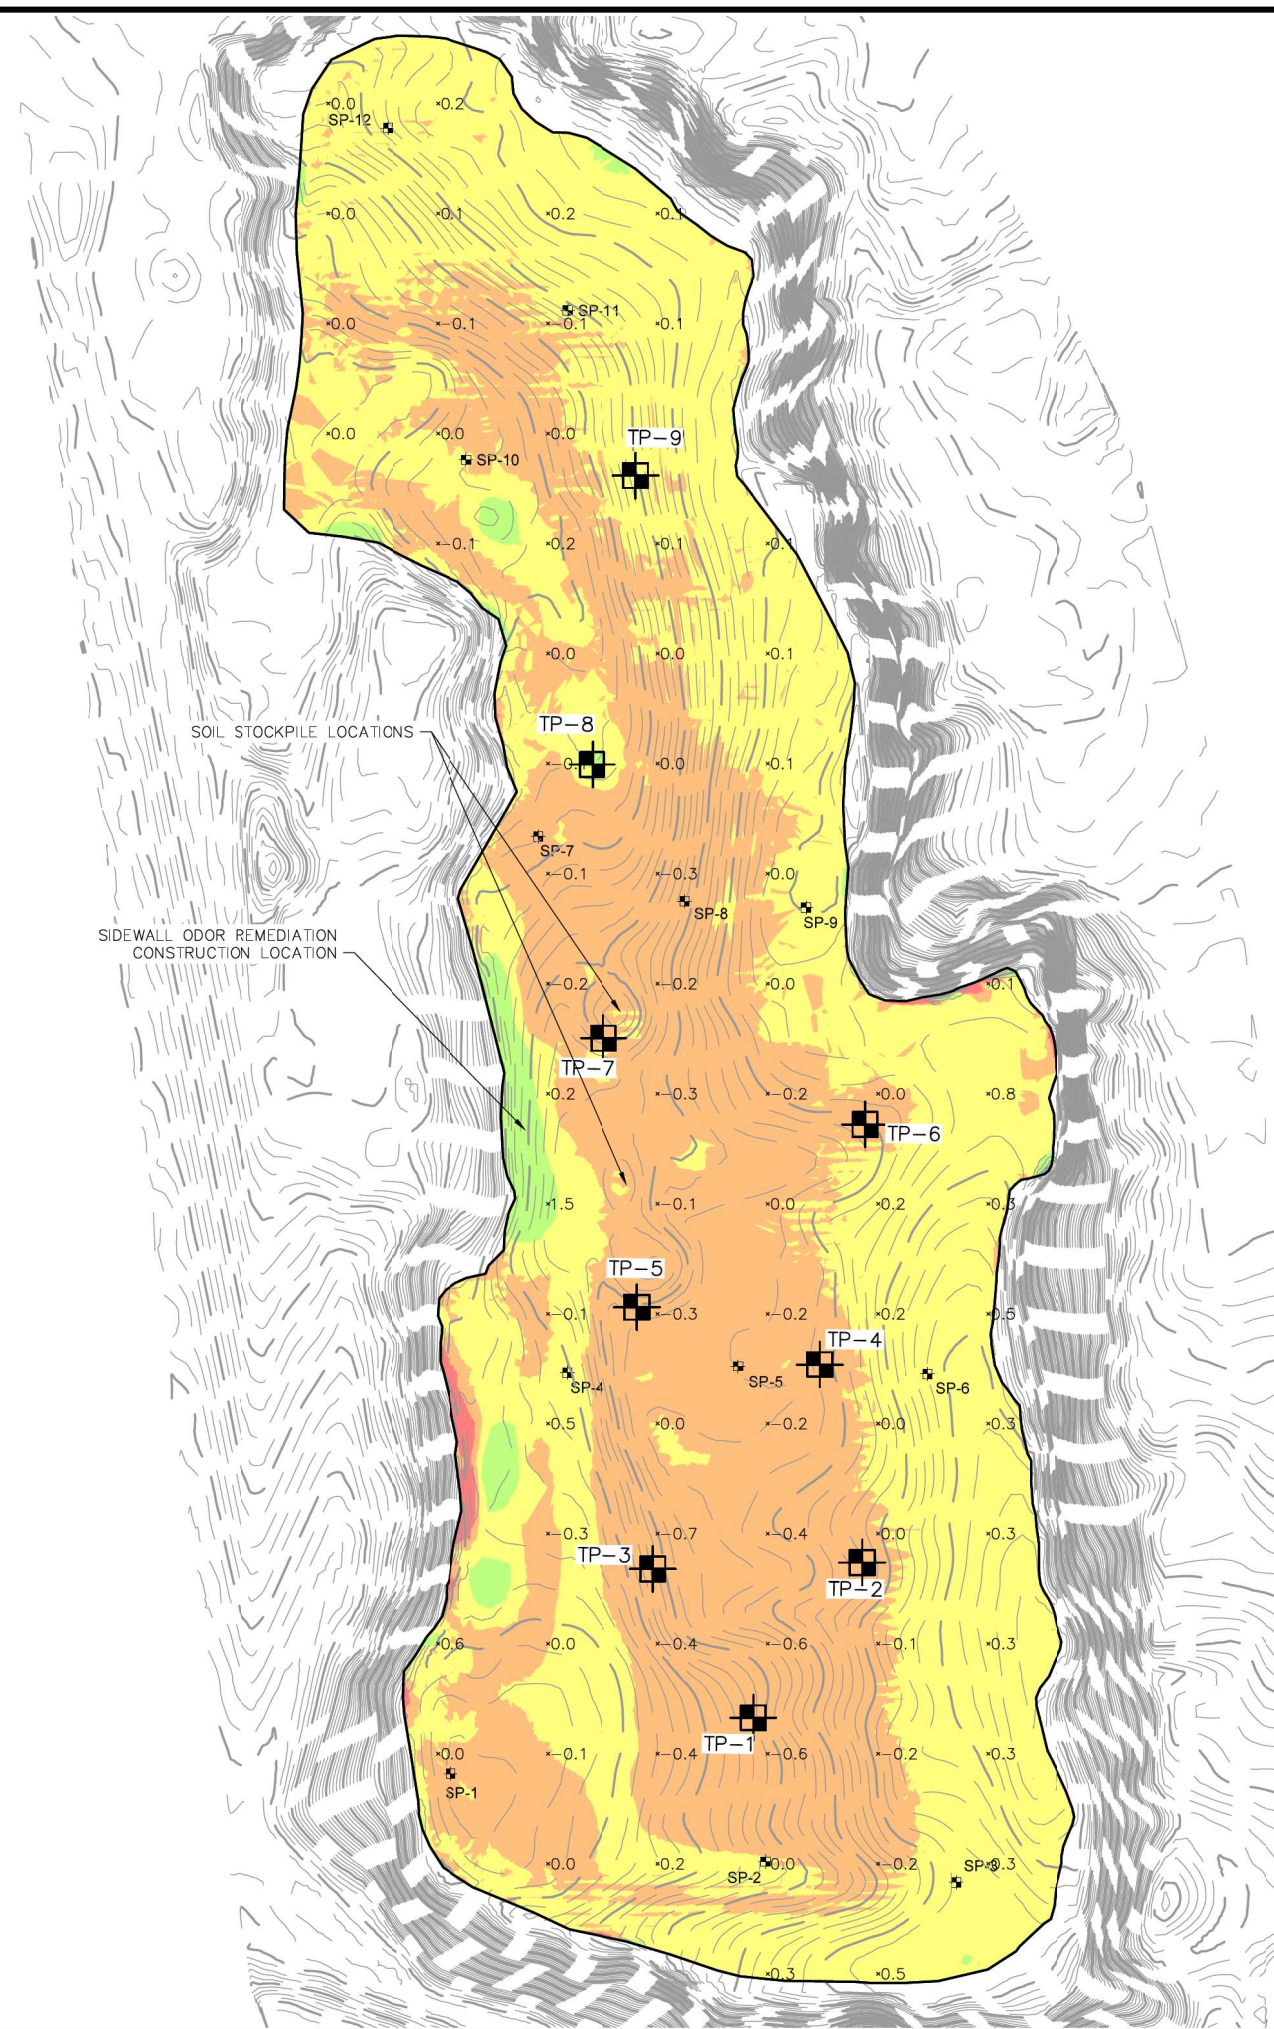 ×0.0 ×0.2
SP-12
×0.0 ×0.1 ×0.2 ×0.1
SP-11
×0.0 ×−0.1 ×−0.1 ×0.1
×0.0 ×0.0 ×0.0
TP−9
SP-10
×−0.1 ×0.2 ×0.1 ×0.1
×0.0 ×0.0 ×0.1
TP−8
SOIL STOCKPILE LOCATIONS
×0.0 ×0.1
SP-7
×−0.1 ×−0.3 ×0.0
SP-8
SP-9
SIDEWALL ODOR REMEDIATION
CONSTRUCTION LOCATION
×−0.2 ×−0.2 ×0.0 ×0.1
TP−7
×0.2 ×−0.3 ×−0.2 ×0.0 ×0.8
TP−6
×1.5 ×−0.1 ×0.0 ×0.2 ×0.3
TP−5
×−0.1 ×−0.3 ×−0.2 ×0.2 ×0.5
TP−4
SP-4
SP-5
SP-6
×0.5 ×0.0 ×−0.2 ×0.0 ×0.3
×−0.3 ×−0.7 ×−0.4 ×0.0 ×0.3
TP−3
TP−2
×0.6 ×0.0 ×−0.4 ×−0.6 ×−0.1 ×0.3
TP−1
×0.0 ×−0.1 ×−0.4 ×−0.6 ×−0.2 ×0.3
SP-1
×0.0 ×0.2 ×0.0 ×−0.2 ×0.3
SP-2
SP-3
×0.3 ×0.5